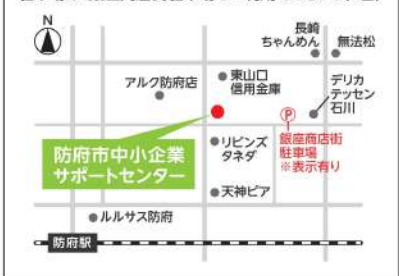 N
長崎
ちゃんめん
無法松
アルク防府店
東山口
信用金庫
デリカ
テッセン
石川
P
防府市中小企業
サポートセンター
リビンズ
タネダ
銀座商店街
駐車場
※表示有り
天神ピア
ルルサス防府
防府駅